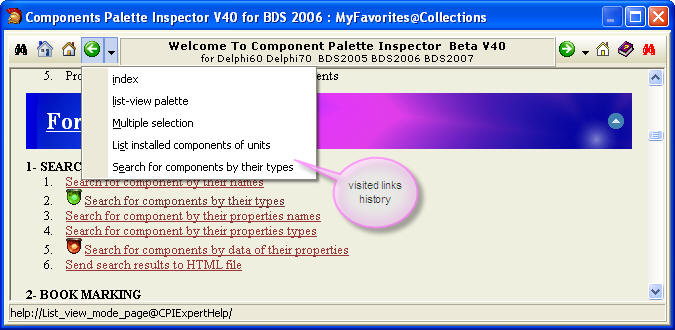 Components Palette Inspector V40 for BDS 2006 : MyFavorites@Collections
Welcome To Component Palette Inspector Beta V40
for Delphi60 Delphi70 BDS2005 BDS2006 BDS2007
5. Pro
ents
index
list-view palette
Multiple selection
List installed components of units
Search for components by their types
For
visited links
history
1- SEARC
1. Search for component by their names
2. Search for components by their types
3. Search for component by their properties names
4. Search for component by their properties types
5. Search for components by data of their properties
6. Send search results to HTML file
2- BOOK MARKING
help://List_view_mode_page@CPIExpertHelp/